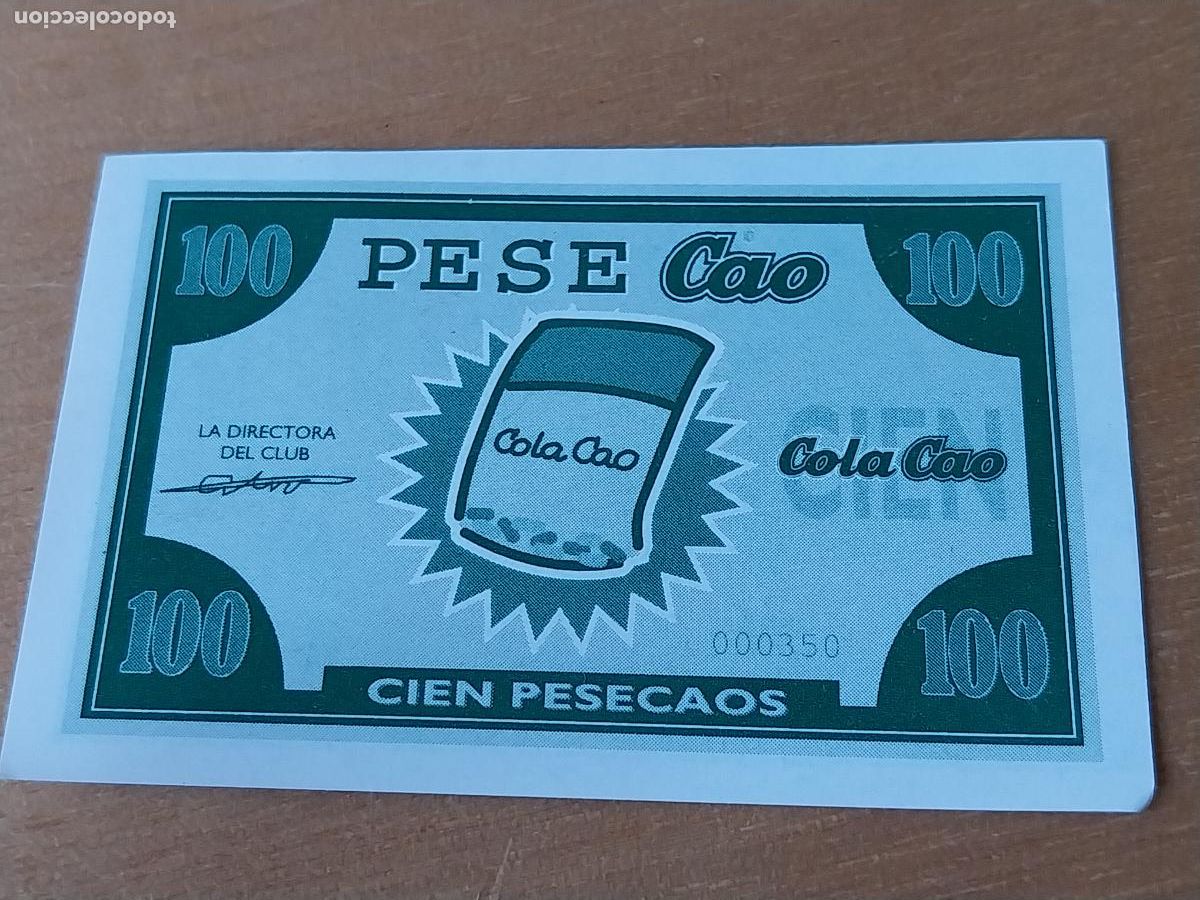 todocoleccion
100 PESE Cao 100
LA DIRECTORA
DEL CLUB
Cola Cao
CIEN
Cola Cao
000350
100 100
CIEN PESECAOS